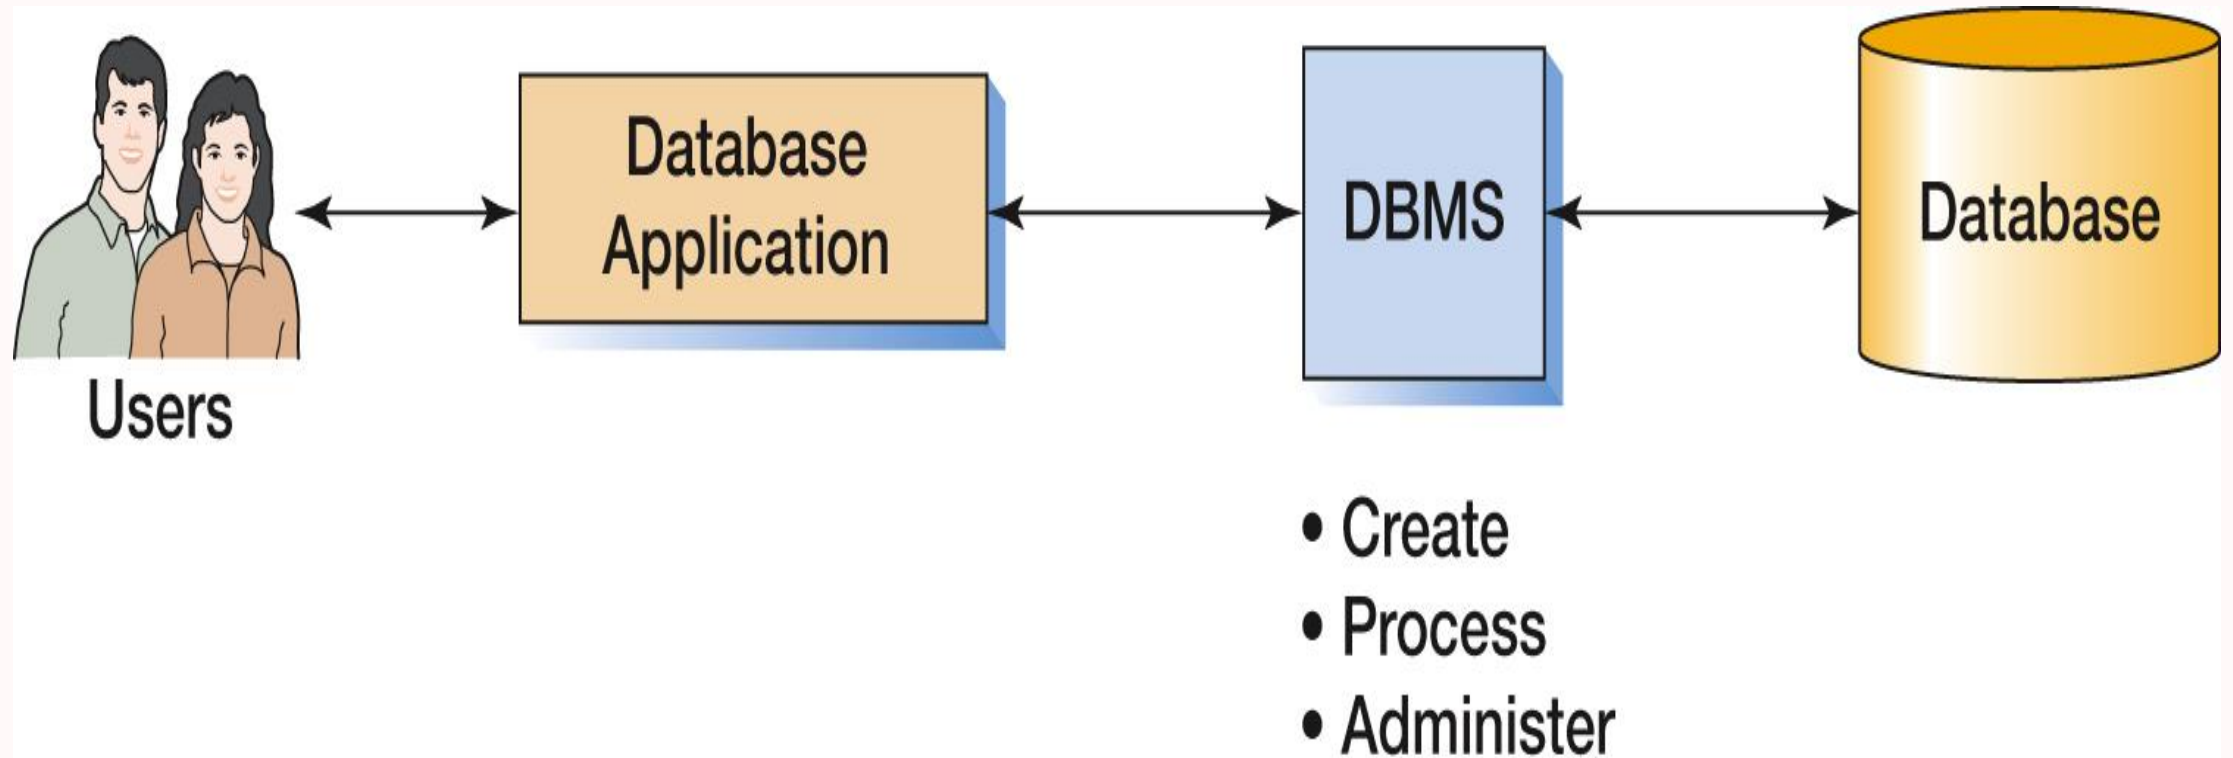 Users
Database
Application
DBMS
Database
• Create
• Process
• Administer